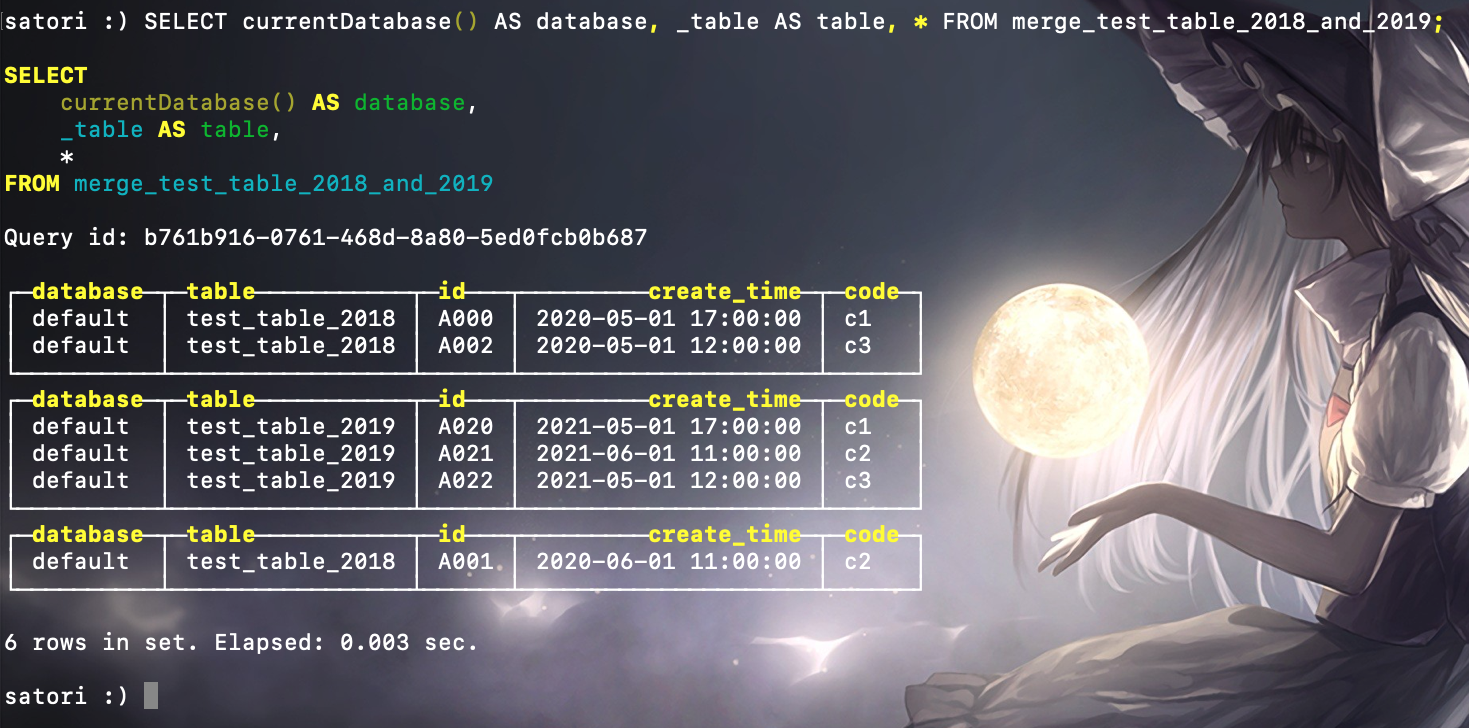 satori :) SELECT currentDatabase() AS database, _table AS table, * FROM merge_test_table_2018_and_2019;
SELECT
currentDatabase() AS database,
_table AS table,
*
FROM merge_test_table_2018_and_2019
Query id: b761b916-0761-468d-8a80-5ed0fcb0b687
database table id create_time code
default test_table_2018 A000 2020-05-01 17:00:00 c1
default test_table_2018 A002 2020-05-01 12:00:00 c3
database table id create_time code
default test_table_2019 A020 2021-05-01 17:00:00 c1
default test_table_2019 A021 2021-06-01 11:00:00 c2
default test_table_2019 A022 2021-05-01 12:00:00 c3
database table id create_time code
default test_table_2018 A001 2020-06-01 11:00:00 c2
6 rows in set. Elapsed: 0.003 sec.
satori :)